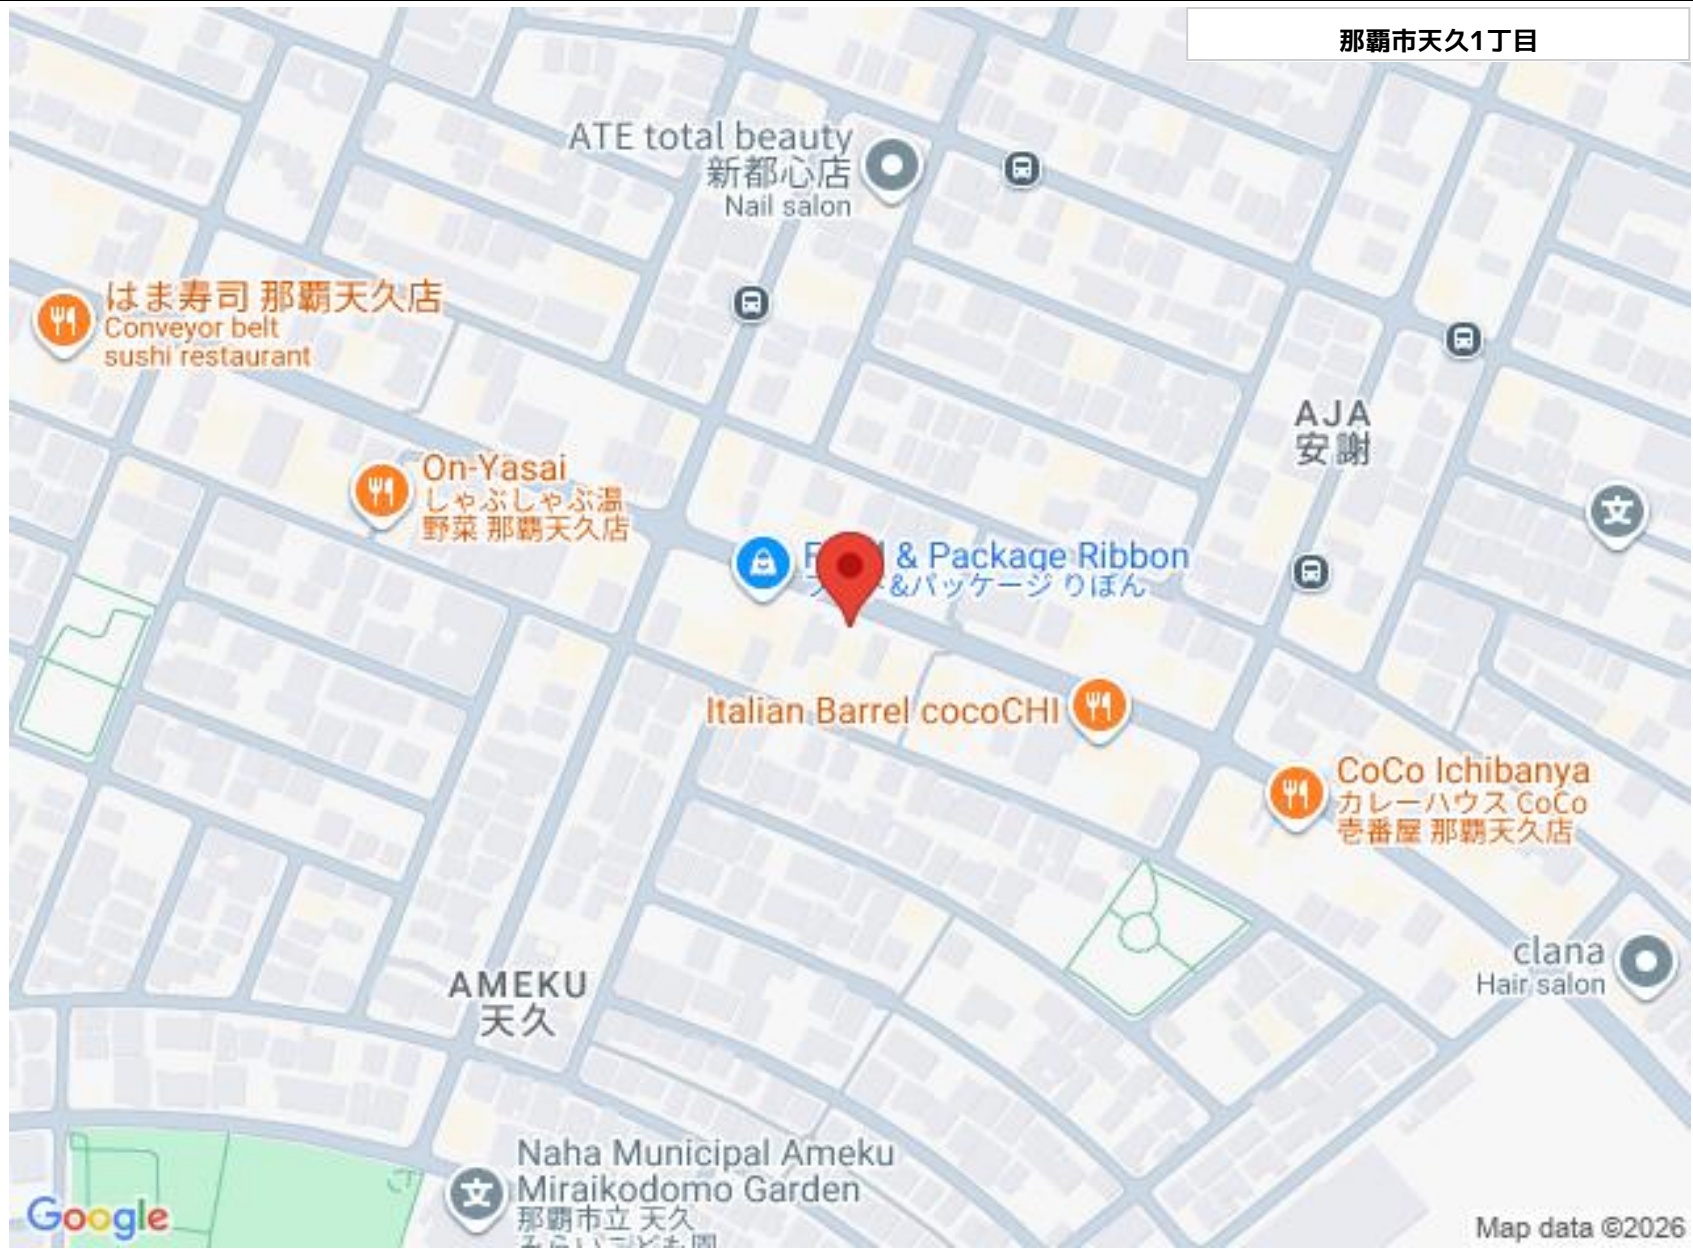 那覇市天久1丁目
ATE total beauty
新都心店
Nail salon
はま寿司 那覇天久店
Conveyor belt
sushi restaurant
AJA
安謝
On-Yasai
しゃぶしゃぶ温
野菜 那覇天久店
& Package Ribbon
&パッケージ りぼん
Italian Barrel cocoCHI
CoCo Ichibanya
カレーハウス CoCo
壱番屋 那覇天久店
clana
Hair salon
AMEKU
天久
Naha Municipal Ameku
Miraikodomo Garden
那覇市立 天久
Google
Map data ©2026